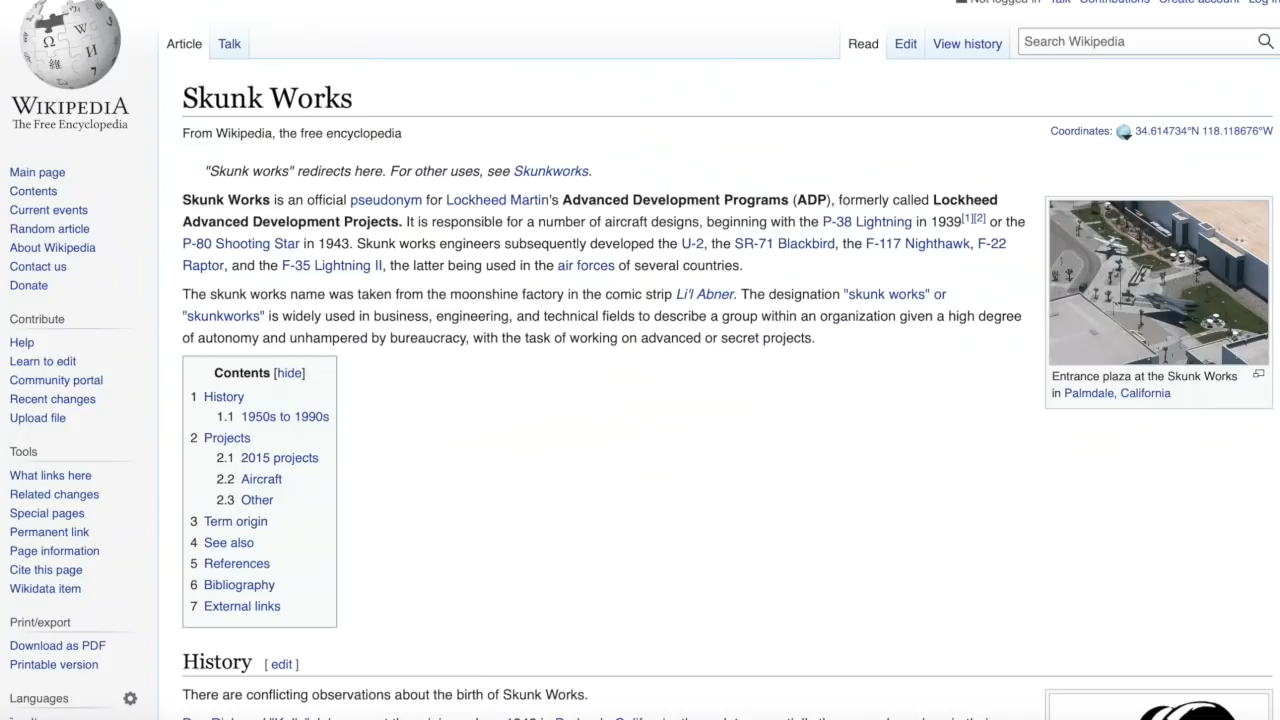 Not logged in Talk Contributions Create account Log in
Article Talk Read Edit View history Search Wikipedia
WIKIPEDIA
The Free Encyclopedia
Main page
Contents
Current events
Random article
About Wikipedia
Contact us
Donate
Contribute
Help
Learn to edit
Community portal
Recent changes
Upload file
Tools
What links here
Related changes
Special pages
Permanent link
Page information
Cite this page
Wikidata item
Print/export
Download as PDF
Printable version
Languages
Skunk Works
From Wikipedia, the free encyclopedia
Coordinates: 34.614734°N 118.118676°W
"Skunk works" redirects here. For other uses, see Skunkworks.
Skunk Works is an official pseudonym for Lockheed Martin's Advanced Development Programs (ADP), formerly called Lockheed
Advanced Development Projects. It is responsible for a number of aircraft designs, beginning with the P-38 Lightning in 1939[1][2] or the
P-80 Shooting Star in 1943. Skunk works engineers subsequently developed the U-2, the SR-71 Blackbird, the F-117 Nighthawk, F-22
Raptor, and the F-35 Lightning II, the latter being used in the air forces of several countries.
The skunk works name was taken from the moonshine factory in the comic strip Li'l Abner. The designation "skunk works" or
"skunkworks" is widely used in business, engineering, and technical fields to describe a group within an organization given a high degree
of autonomy and unhampered by bureaucracy, with the task of working on advanced or secret projects.
Entrance plaza at the Skunk Works
in Palmdale, California
Contents [hide]
1 History
1.1 1950s to 1990s
2 Projects
2.1 2015 projects
2.2 Aircraft
2.3 Other
3 Term origin
4 See also
5 References
6 Bibliography
7 External links
History [ edit ]
There are conflicting observations about the birth of Skunk Works.